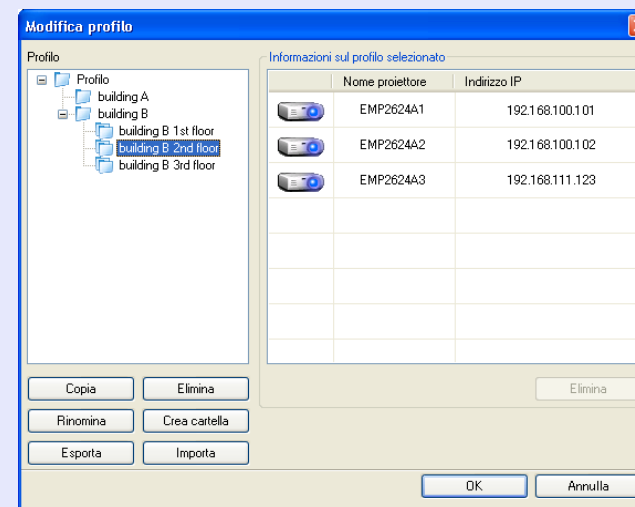 Modifica profilo
Profilo
Profilo
building A
building B
building B 1st floor
building B 2nd floor
building B 3rd floor
Copia
Elimina
Rinomina
Crea cartella
Esporta
Importa
Informazioni sul profilo selezionato
Nome proiettore Indirizzo IP
EMP2624A1 192.168.100.101
EMP2624A2 192.168.100.102
EMP2624A3 192.168.111.123
Elimina
OK Annulla